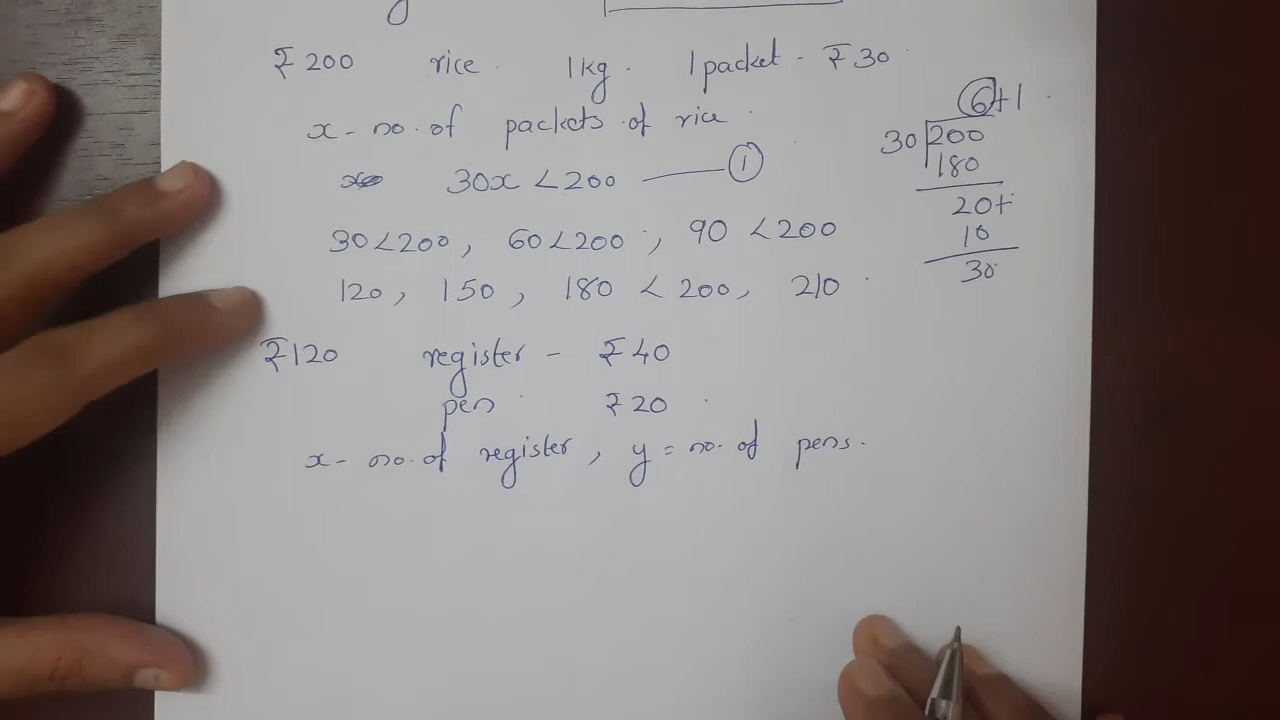 ₹200 rice. 1kg. 1 packet - ₹30
x - no. of packets of rice.
30x < 200 —— ①
30 < 200, 60 < 200, 90 < 200
120, 150, 180 < 200, 210.
6+1
30 200
180
20+
10
30
₹120 register - ₹40
pen ₹20.
x - no. of register, y = no. of pens.